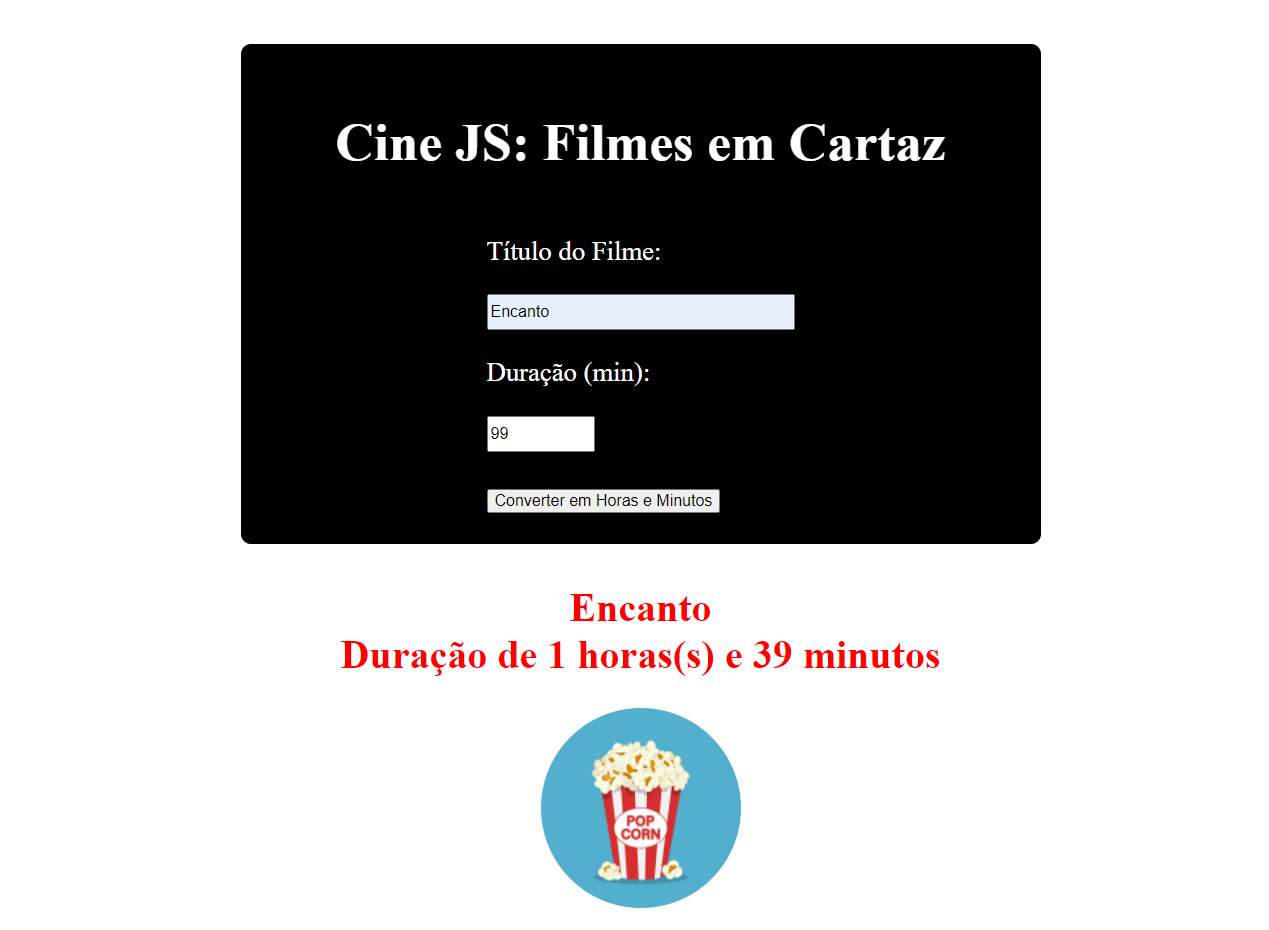 Cine JS: Filmes em Cartaz
Título do Filme:
Encanto
Duração (min):
99
Converter em Horas e Minutos
Encanto
Duração de 1 horas(s) e 39 minutos
POP
CORN